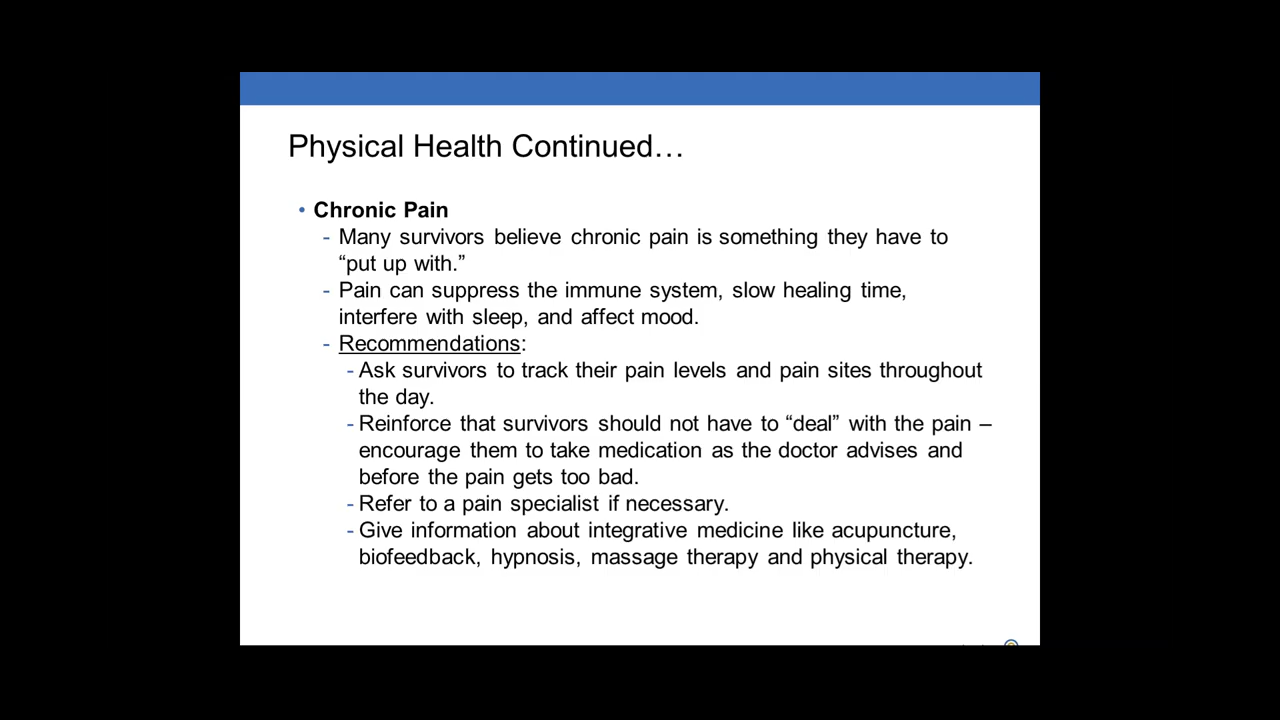 Physical Health Continued…
• Chronic Pain
- Many survivors believe chronic pain is something they have to
“put up with.”
- Pain can suppress the immune system, slow healing time,
interfere with sleep, and affect mood.
- Recommendations:
- Ask survivors to track their pain levels and pain sites throughout
the day.
- Reinforce that survivors should not have to “deal” with the pain –
encourage them to take medication as the doctor advises and
before the pain gets too bad.
- Refer to a pain specialist if necessary.
- Give information about integrative medicine like acupuncture,
biofeedback, hypnosis, massage therapy and physical therapy.